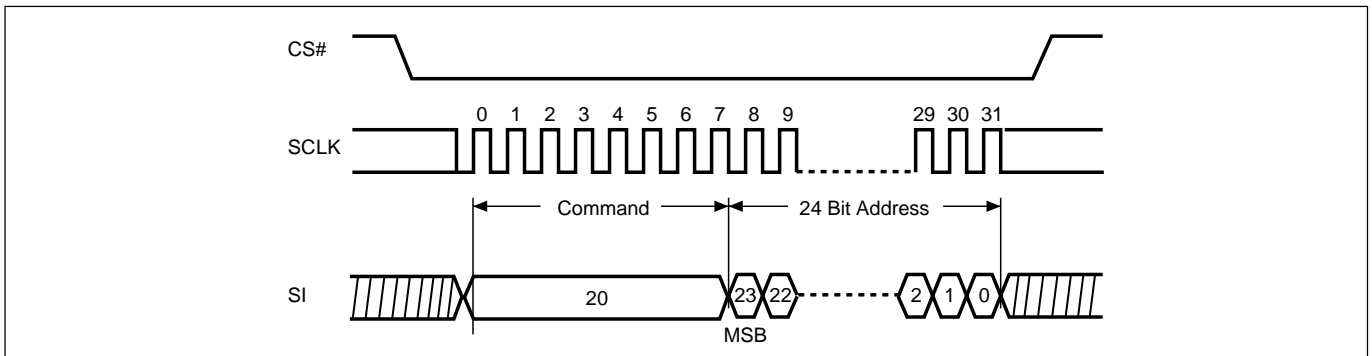 CS#
0 1 2 3 4 5 6 7 8 9 29 30 31
SCLK
Command 24 Bit Address
SI 20 23 22 2 1 0
MSB